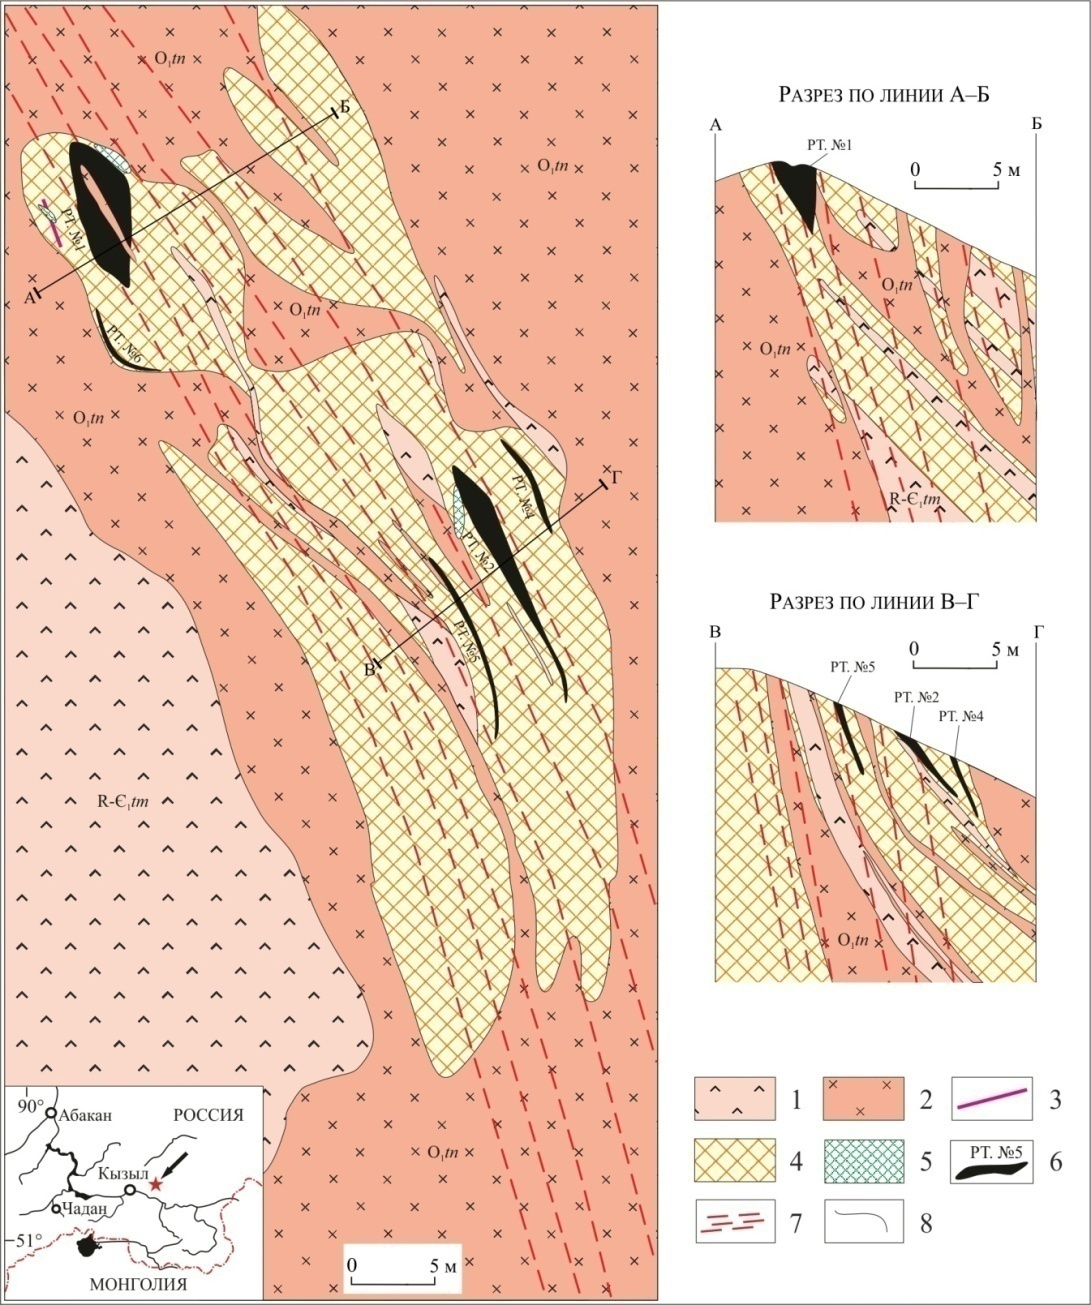 O₁tn
Б
O₁tn
РТ. №1
А
O₁tn
РТ. №6
O₁tn
Г
РТ. №4
РТ. №2
РТ. №5
В
R-Є₁tm
O₁tn
90°
Абакан
РОССИЯ
Кызыл
Чадан
51°
МОНГОЛИЯ
0 5 м
РАЗРЕЗ ПО ЛИНИИ А–Б
А Б
РТ. №1
0 5 м
O₁tn
O₁tn
R-Є₁tm
РАЗРЕЗ ПО ЛИНИИ В–Г
В Г
0 5 м
РТ. №5
РТ. №2
РТ. №4
O₁tn
1 2 3
4 5 РТ. №5 6
7 8